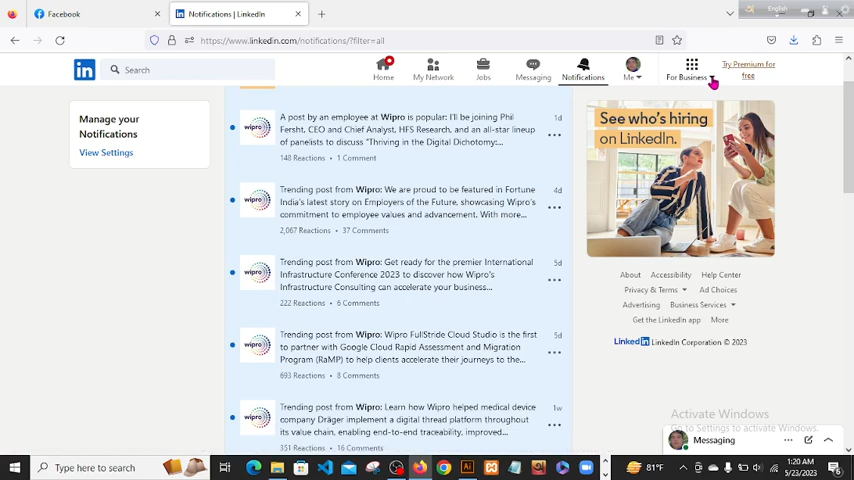 Facebook
Notifications | LinkedIn
English
https://www.linkedin.com/notifications/?filter=all
in
Search
Home
My Network
Jobs
Messaging
Notifications
Me
For Business
Try Premium for
free
Manage your
Notifications
View Settings
wipro
A post by an employee at Wipro is popular: I'll be joining Phil
Fersht, CEO and Chief Analyst, HFS Research, and an all-star lineup
of panelists to discuss "Thriving in the Digital Dichotomy:...
148 Reactions • 1 Comment
1d
wipro
Trending post from Wipro: We are proud to be featured in Fortune
India's latest story on Employers of the Future, showcasing Wipro's
commitment to employee values and advancement. With more...
2,067 Reactions • 37 Comments
4d
wipro
Trending post from Wipro: Get ready for the premier International
Infrastructure Conference 2023 to discover how Wipro's
Infrastructure Consulting can accelerate your business...
222 Reactions • 6 Comments
5d
wipro
Trending post from Wipro: Wipro FullStride Cloud Studio is the first
to partner with Google Cloud Rapid Assessment and Migration
Program (RaMP) to help clients accelerate their journeys to the...
693 Reactions • 8 Comments
5d
wipro
Trending post from Wipro: Learn how Wipro helped medical device
company Dräger implement a digital thread platform throughout
its value chain, enabling end-to-end traceability, improved...
351 Reactions • 16 Comments
1w
See who's hiring
on LinkedIn.
About Accessibility Help Center
Privacy & Terms Ad Choices
Advertising Business Services
Get the LinkedIn app More
LinkedIn LinkedIn Corporation © 2023
Activate Windows
Go to Settings to activate Windows.
Messaging
Type here to search
81°F
1:20 AM
5/23/2023
6